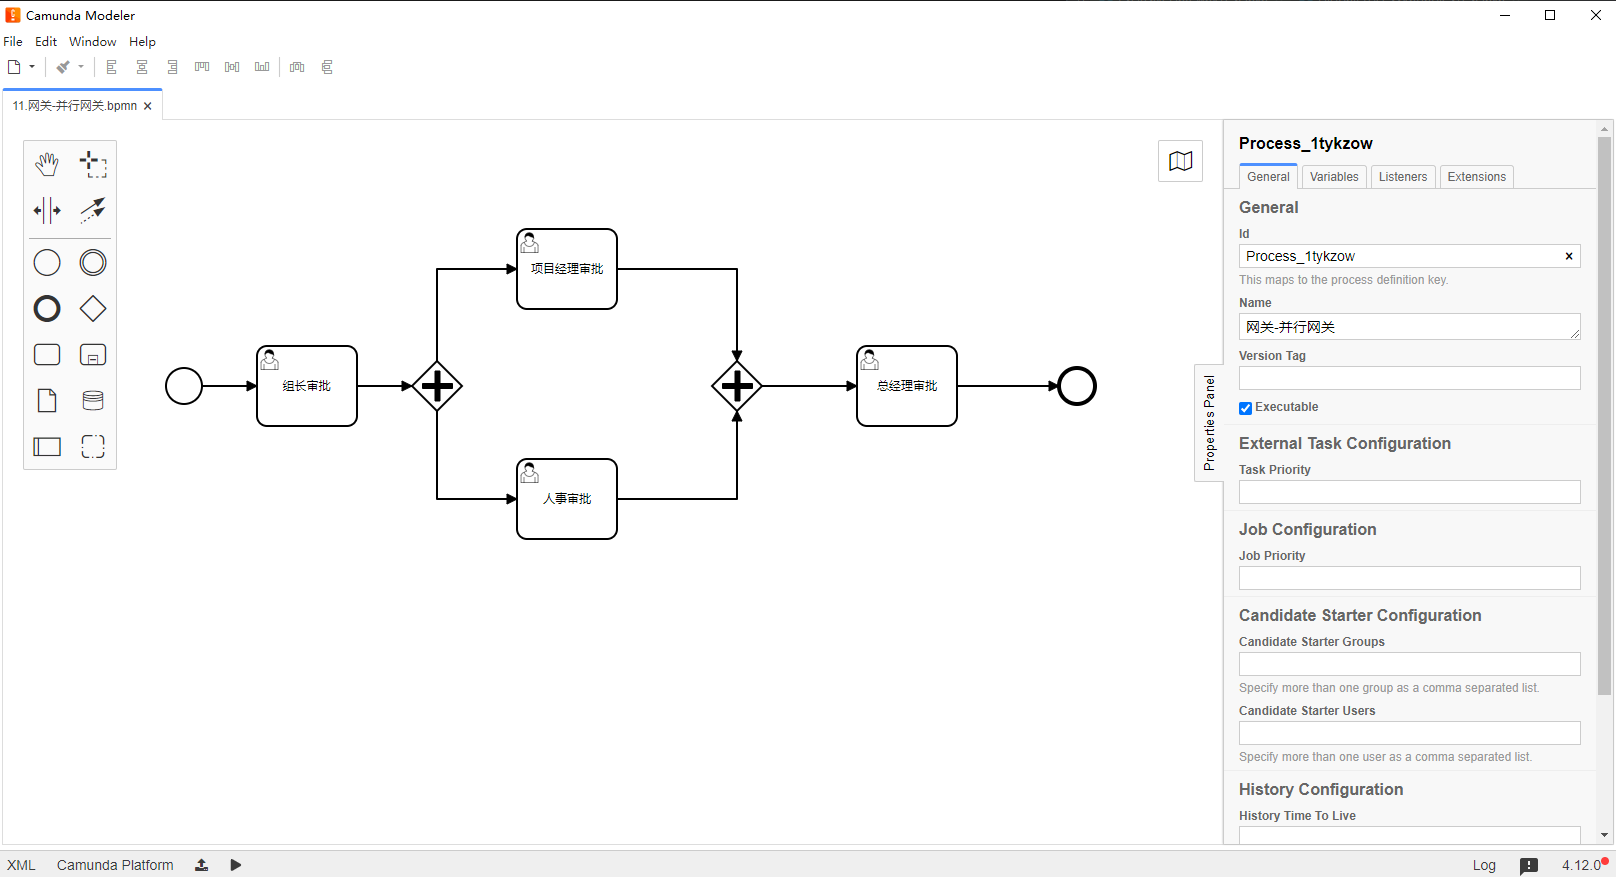 Camunda Modeler
File Edit Window Help
11.网关-并行网关.bpmn
项目经理审批
组长审批
总经理审批
人事审批
Properties Panel
Process_1tykzow
General Variables Listeners Extensions
General
Id
Process_1tykzow
This maps to the process definition key.
Name
网关-并行网关
Version Tag
Executable
External Task Configuration
Task Priority
Job Configuration
Job Priority
Candidate Starter Configuration
Candidate Starter Groups
Specify more than one group as a comma separated list.
Candidate Starter Users
Specify more than one user as a comma separated list.
History Configuration
History Time To Live
XML Camunda Platform Log 4.12.0